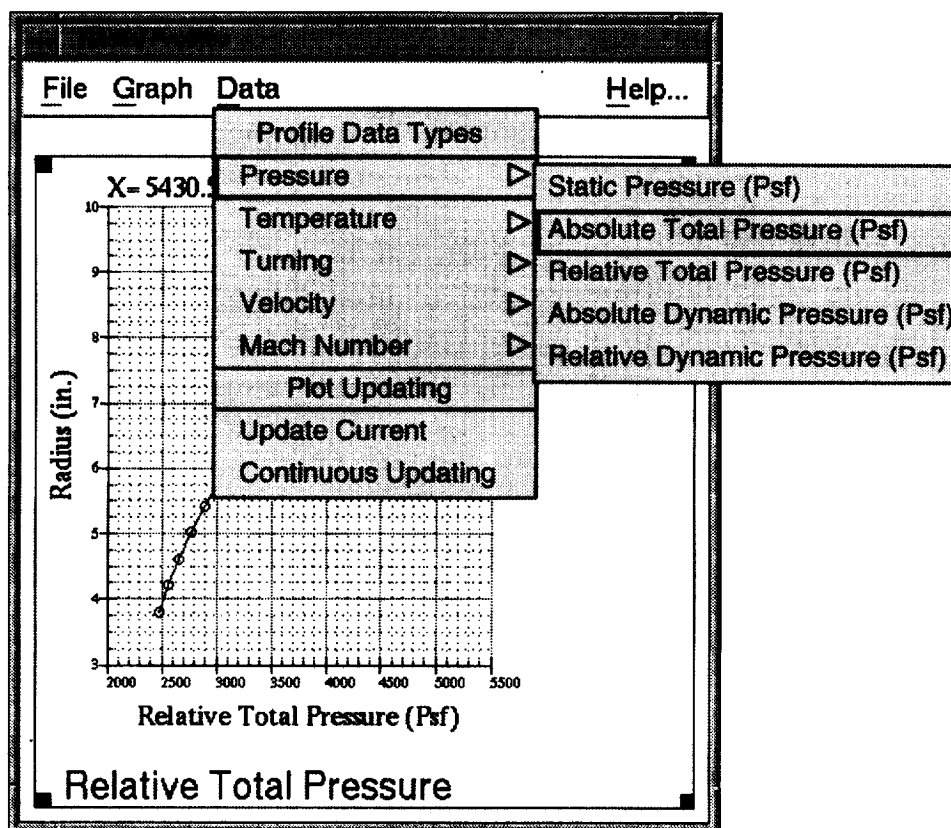 File Graph Data Help...
Profile Data Types
Pressure
Temperature
Turning
Velocity
Mach Number
Plot Updating
Update Current
Continuous Updating
Static Pressure (Psf)
Absolute Total Pressure (Psf)
Relative Total Pressure (Psf)
Absolute Dynamic Pressure (Psf)
Relative Dynamic Pressure (Psf)
X= 5430.5
10
9
8
7
6
5
4
3
Radius (in.)
2000 2500 3000 3500 4000 4500 5000 5500
Relative Total Pressure (Psf)
Relative Total Pressure